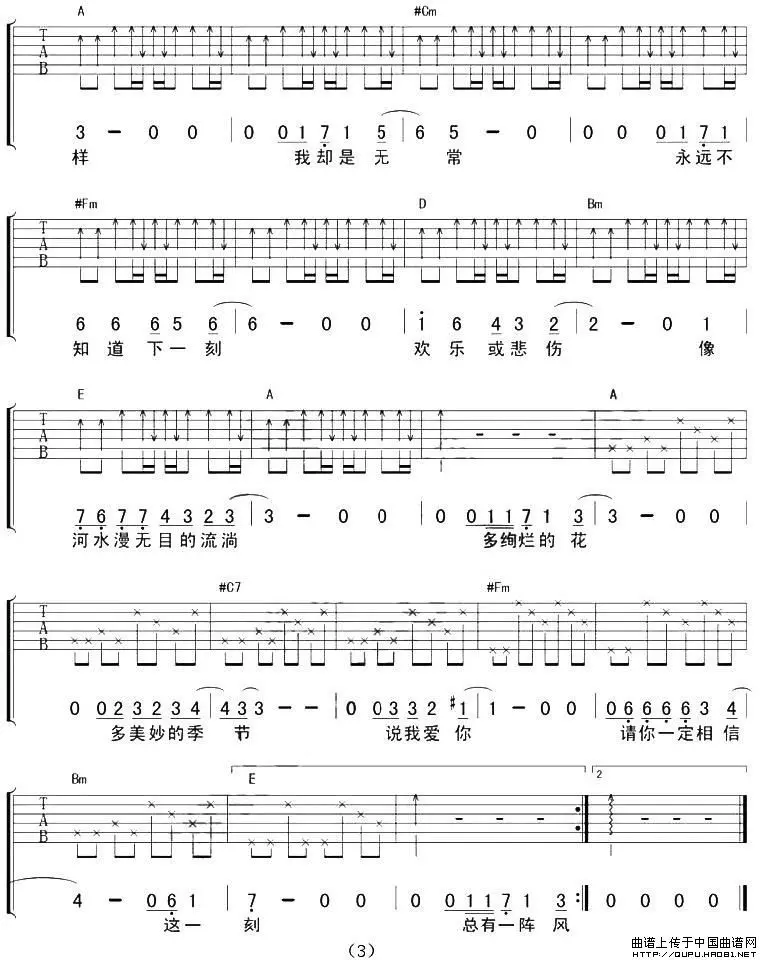 A #Cm
T A B
3 - 0 0 | 0 0 1 7 1 5 | 6 5 - 0 | 0 0 0 1 7 1
样 我却是无 常 永远不
#Fm D Bm
T A B
6 6 6 5 6 | 6 - 0 0 | i 6 4 3 2 | 2 - 0 1
知道下一刻 欢乐或悲伤 像
E A A
T A B
7 6 7 7 4 3 2 3 | 3 - 0 0 | 0 0 1 1 7 1 3 | 3 - 0 0
河水漫无目的流淌 多绚烂的花
#C7 #Fm
T A B
0 0 2 3 2 3 4 | 4 3 3 - - | 0 0 3 3 2 #1 | 1 - 0 0 | 0 6 6 6 6 3 4
多美妙的季 节 说我爱你 请你一定相信
Bm E 2
T A B
4 - 0 6 1 | 7 - 0 0 | 0 0 1 1 7 1 3 :| 0 0 0 0
这一 刻 总有一阵风
(3)
曲谱上传于中国曲谱网
HTTP://QUPU.HAO81.NET